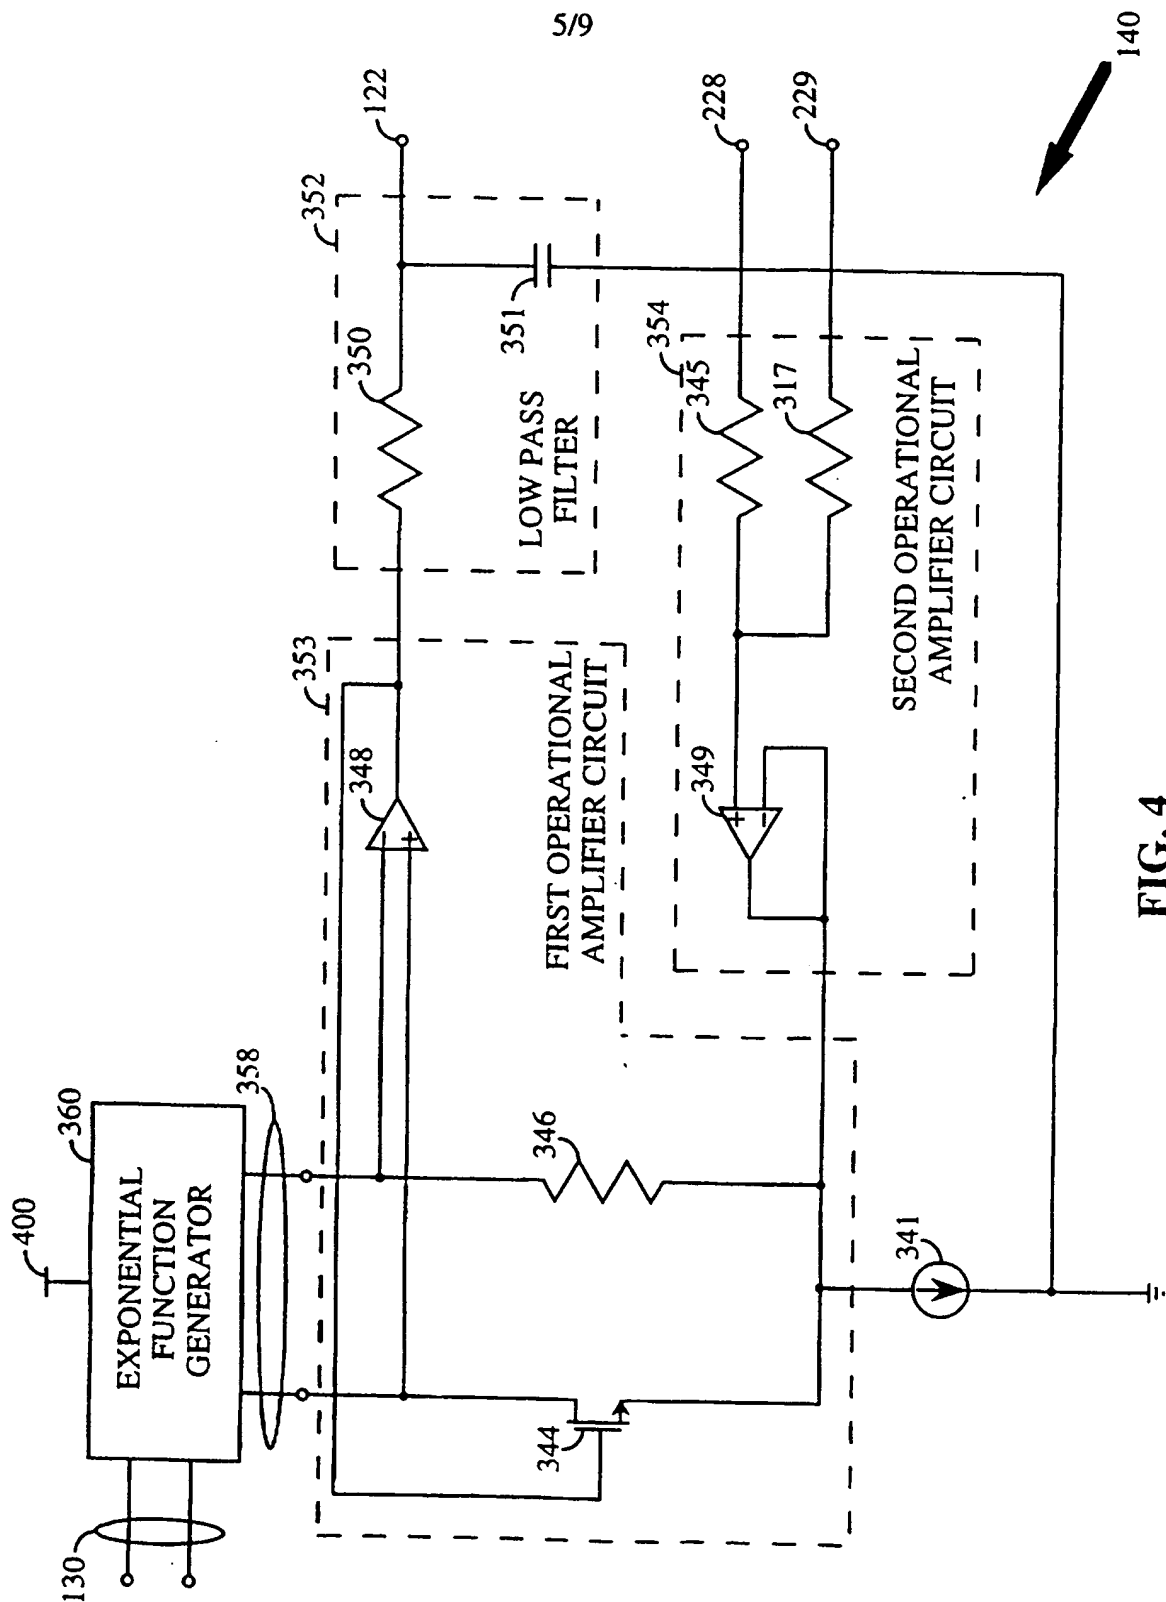 5/9
140
122
352
350
351
LOW PASS
FILTER
228
229
354
345
317
SECOND OPERATIONAL
AMPLIFIER CIRCUIT
349
353
348
FIRST OPERATIONAL
AMPLIFIER CIRCUIT
400
360
EXPONENTIAL
FUNCTION
GENERATOR
358
130
346
344
341
FIG. 4